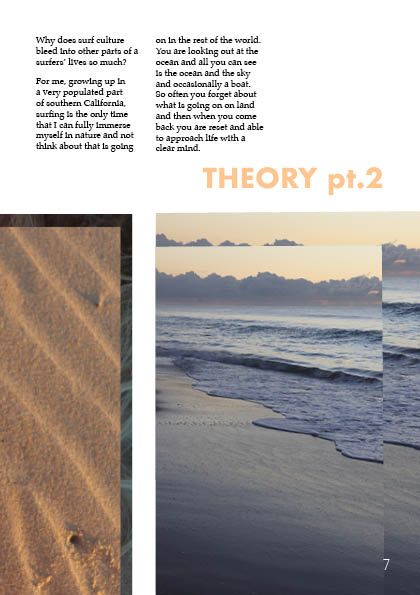 Why does surf culture
bleed into other parts of a
surfers' lives so much?
For me, growing up in
a very populated part
of southern California,
surfing is the only time
that I can fully immerse
myself in nature and not
think about that is going
on in the rest of the world.
You are looking out at the
ocean and all you can see
is the ocean and the sky
and occasionally a boat.
So often you forget about
what is going on on land
and then when you come
back you are reset and able
to approach life with a
clear mind.
THEORY pt.2
7